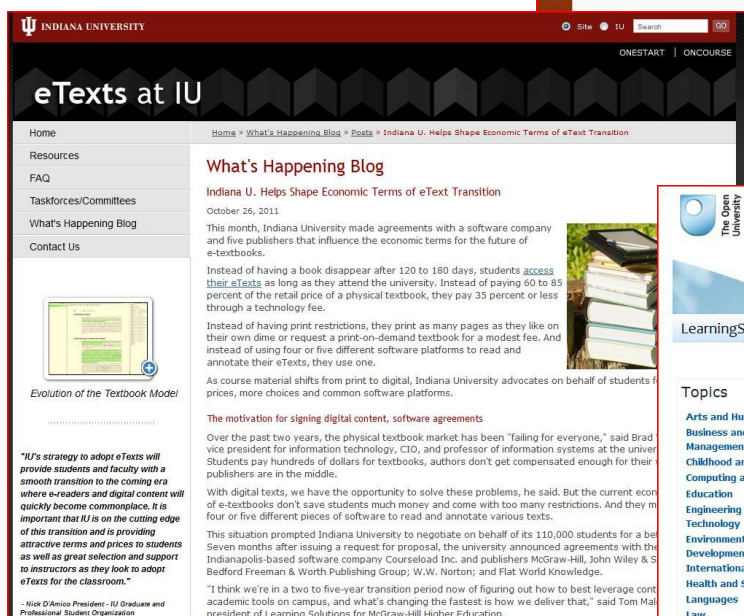 INDIANA UNIVERSITY
Site IU Search GO
ONESTART | ONCOURSE
eTexts at IU
Home
Resources
FAQ
Taskforces/Committees
What's Happening Blog
Contact Us
Evolution of the Textbook Model
"IU's strategy to adopt eTexts will
provide students and faculty with a
smooth transition to the coming era
where e-readers and digital content will
quickly become commonplace. It is
important that IU is on the cutting edge
of this transition and is providing
attractive terms and prices to students
as well as great selection and support
to instructors as they look to adopt
eTexts for the classroom."
- Nick D'Amico President - IU Graduate and
Professional Student Organization
Home » What's Happening Blog » Posts » Indiana U. Helps Shape Economic Terms of eText Transition
What's Happening Blog
Indiana U. Helps Shape Economic Terms of eText Transition
October 26, 2011
This month, Indiana University made agreements with a software company
and five publishers that influence the economic terms for the future of
e-textbooks.
Instead of having a book disappear after 120 to 180 days, students access
their eTexts as long as they attend the university. Instead of paying 60 to 85
percent of the retail price of a physical textbook, they pay 35 percent or less
through a technology fee.
Instead of having print restrictions, they print as many pages as they like on
their own dime or request a print-on-demand textbook for a modest fee. And
instead of using four or five different software platforms to read and
annotate their eTexts, they use one.
As course material shifts from print to digital, Indiana University advocates on behalf of students
prices, more choices and common software platforms.
The motivation for signing digital content, software agreements
Over the past two years, the physical textbook market has been "failing for everyone," said Brad
vice president for information technology, CIO, and professor of information systems at the
Students pay hundreds of dollars for textbooks, authors don't get compensated enough for their
publishers are in the middle.
With digital texts, we have the opportunity to solve these problems, he said. But the current
of e-textbooks don't save students much money and come with too many restrictions. And they
four or five different pieces of software to read and annotate various texts.
This situation prompted Indiana University to negotiate on behalf of its 110,000 students for a
Seven months after issuing a request for proposal, the university announced agreements with the
Indianapolis-based software company Courseload Inc. and publishers McGraw-Hill, John Wiley &
Bedford Freeman & Worth Publishing Group; W.W. Norton; and Flat World Knowledge.
"I think we're in a two to five-year transition period now of figuring out how to best leverage
academic tools on campus, and what's changing the fastest is how we deliver that," said Tom
president of Learning Solutions for McGraw-Hill Higher Education.
The Open
University
Topics
Arts and
Business
Childhood
Computing
Education
Engineering
Technology
Health and
Languages
Law